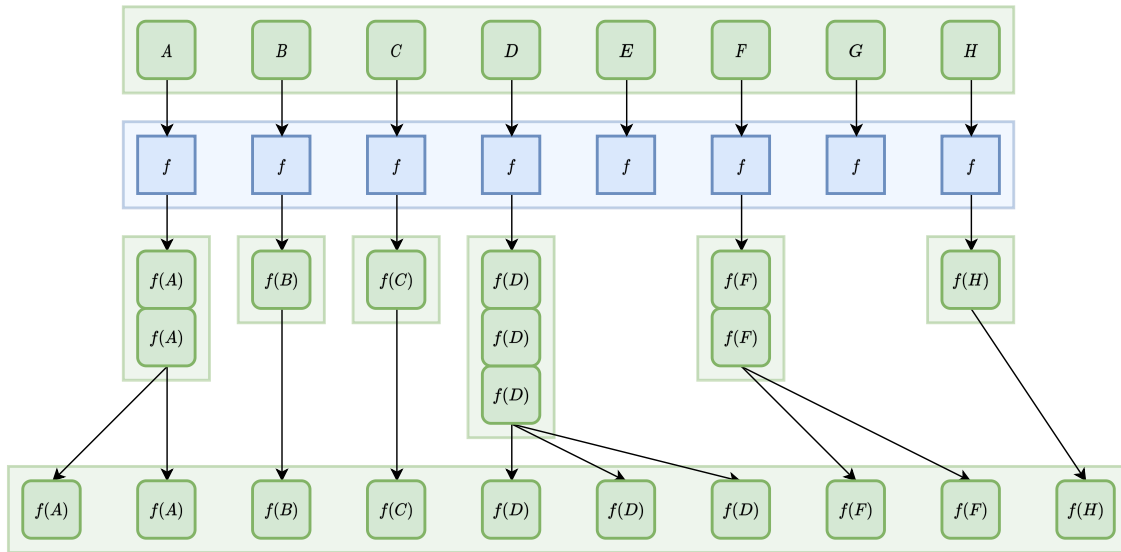 A B C D E F G H
f f f f f f f f
f(A) f(B) f(C) f(D) f(F) f(H)
f(A) f(D) f(F)
f(D)
f(A) f(A) f(B) f(C) f(D) f(D) f(D) f(F) f(F) f(H)